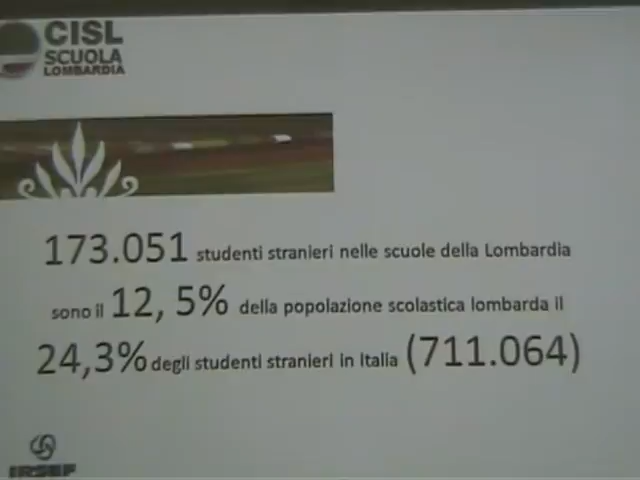 CISL
SCUOLA
LOMBARDIA
173.051 studenti stranieri nelle scuole della Lombardia
sono il 12, 5% della popolazione scolastica lombarda il
24,3% degli studenti stranieri in Italia (711.064)
IRSEF